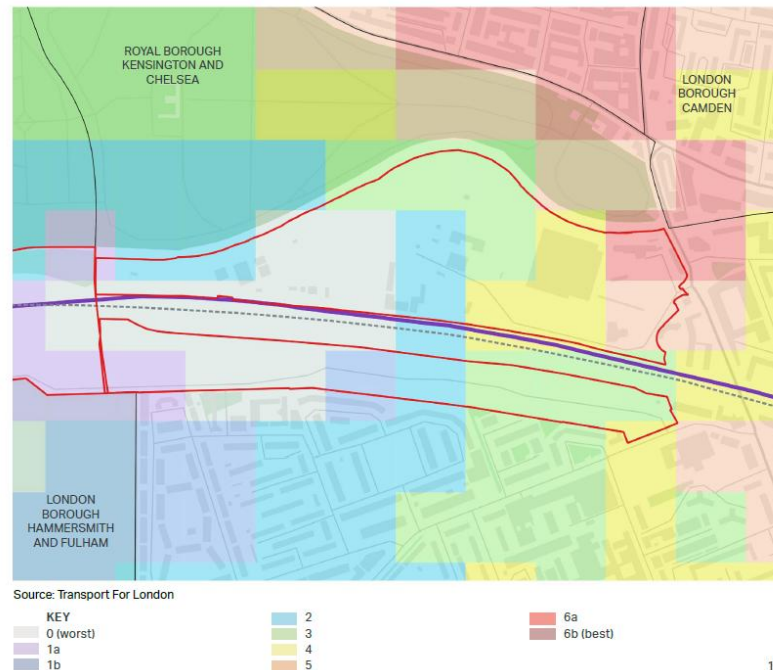 ROYAL BOROUGH
KENSINGTON AND
CHELSEA
LONDON
BOROUGH
CAMDEN
LONDON
BOROUGH
HAMMERSMITH
AND FULHAM
Source: Transport For London
KEY
0 (worst)
1a
1b
2
3
4
5
6a
6b (best)
1